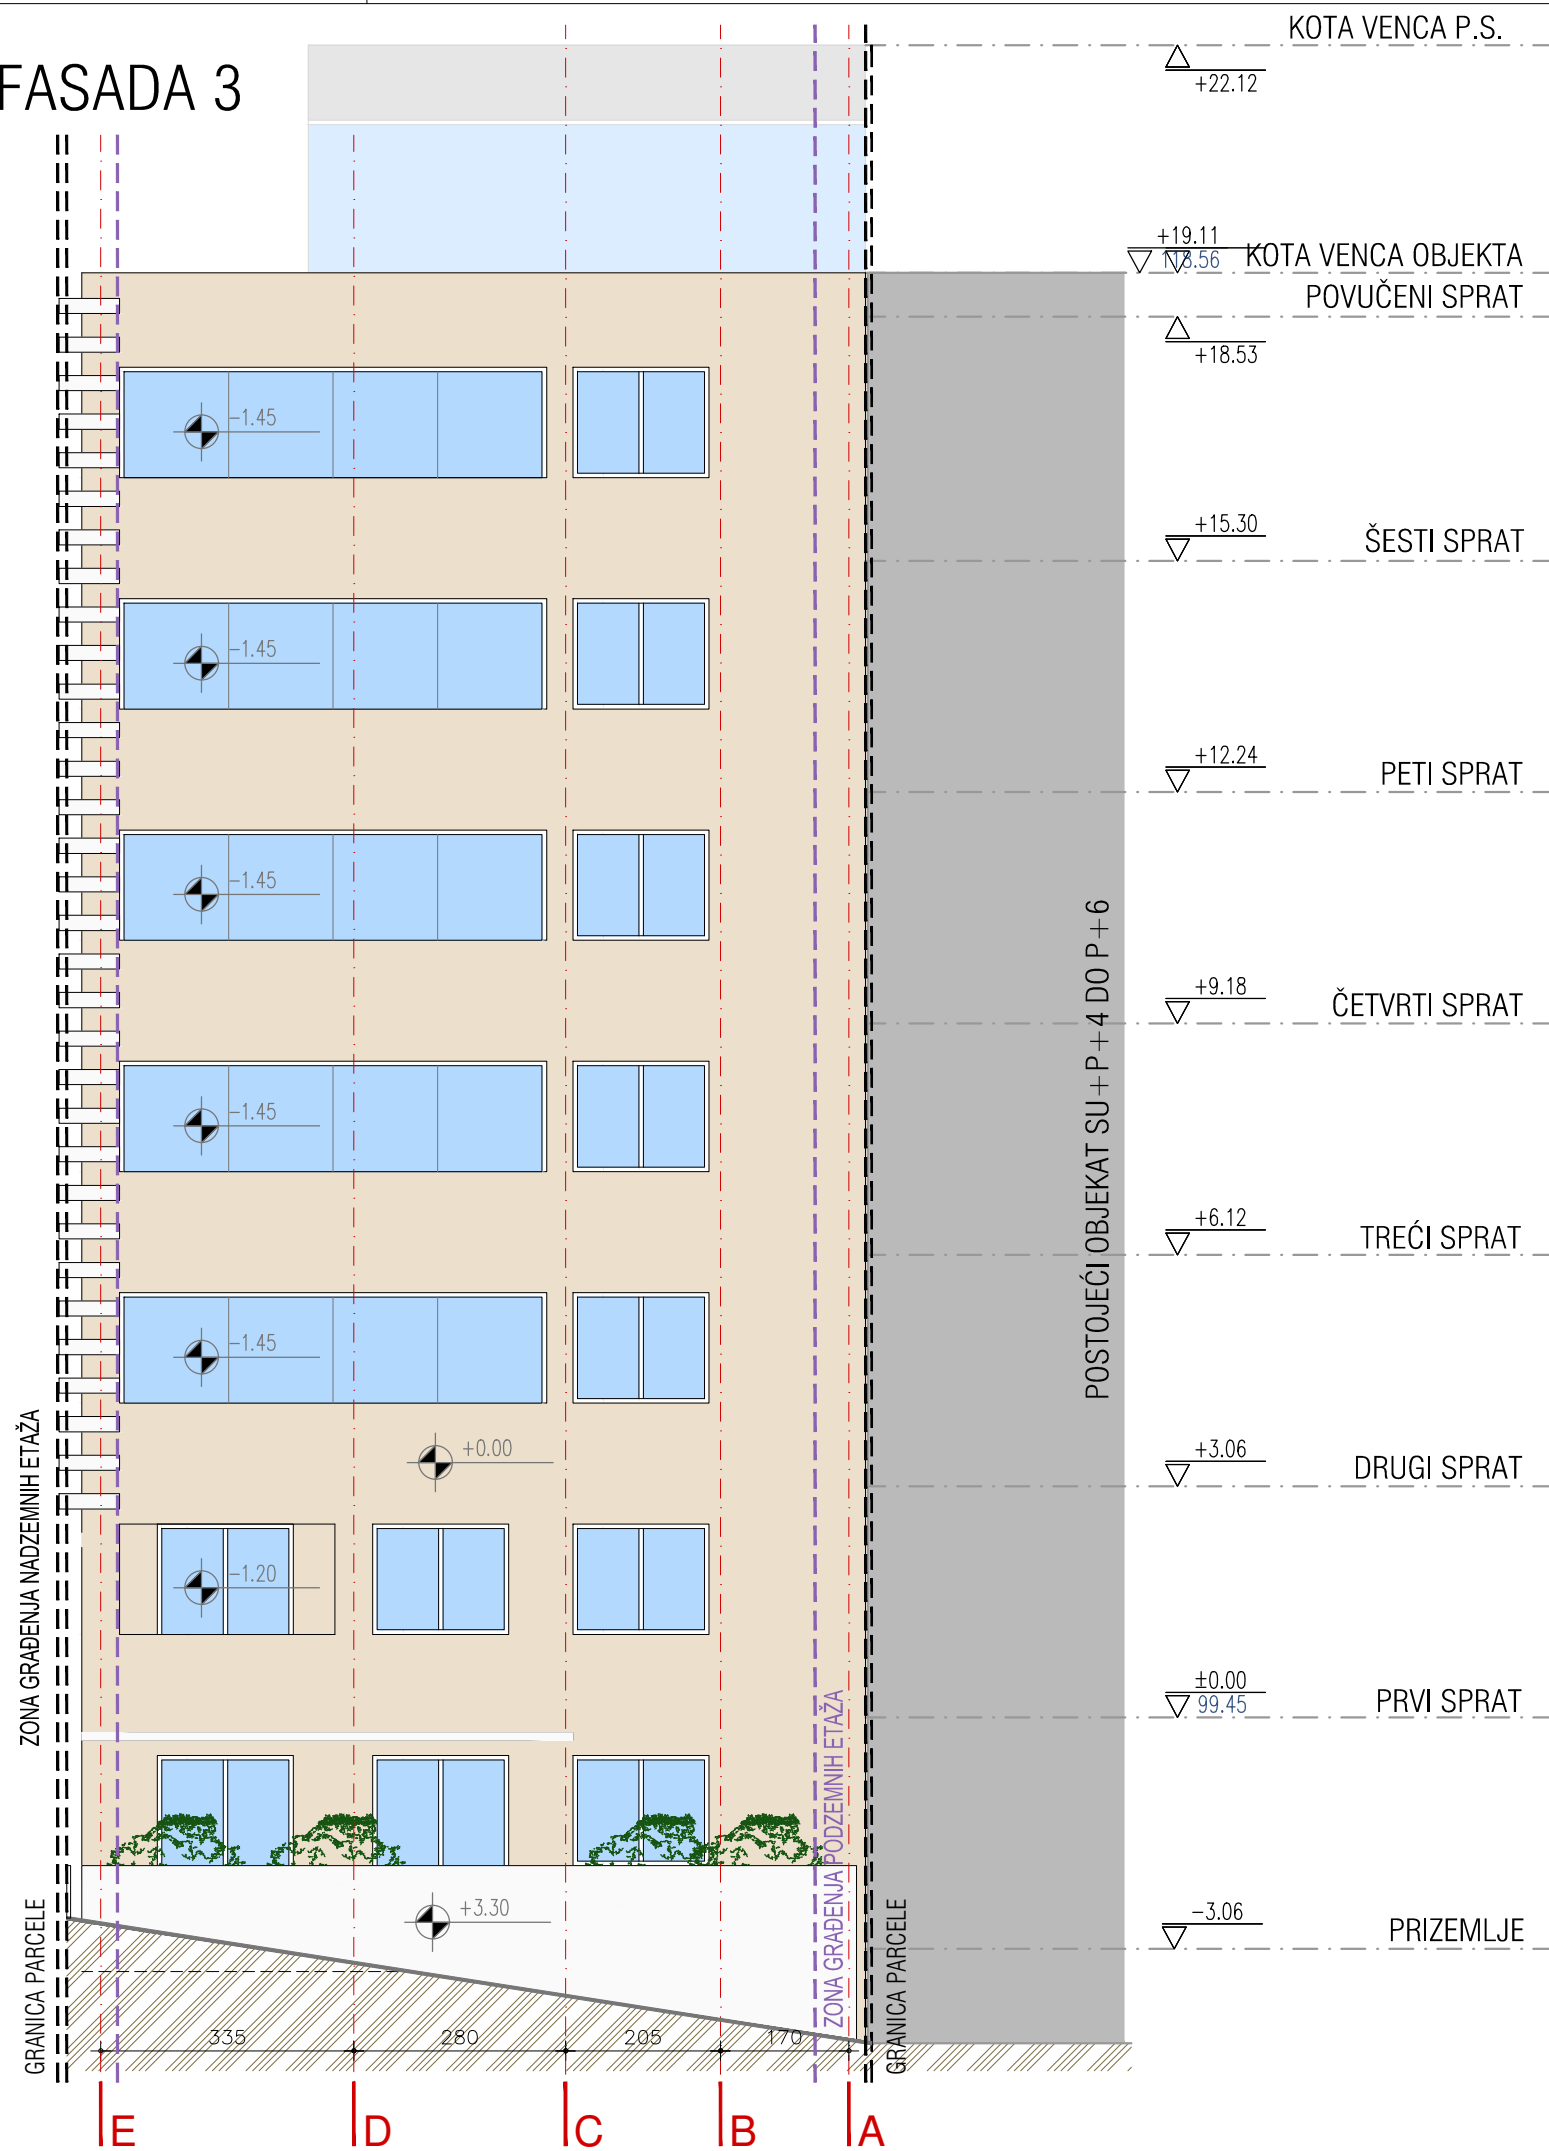 KOTA VENCA P.S.
+22.12
FASADA 3
+19.11
118.56
KOTA VENCA OBJEKTA
POVUČENI SPRAT
+18.53
-1.45
+15.30
ŠESTI SPRAT
-1.45
+12.24
PETI SPRAT
-1.45
POSTOJEĆI OBJEKAT SU+P+4 DO P+6
+9.18
ČETVRTI SPRAT
-1.45
+6.12
TREĆI SPRAT
-1.45
ZONA GRAĐENJA NADZEMNIH ETAŽA
+0.00
+3.06
DRUGI SPRAT
-1.20
±0.00
99.45
PRVI SPRAT
ZONA GRAĐENJA PODZEMNIH ETAŽA
GRANICA PARCELE
+3.30
GRANICA PARCELE
-3.06
PRIZEMLJE
335
280
205
170
E
D
C
B
A